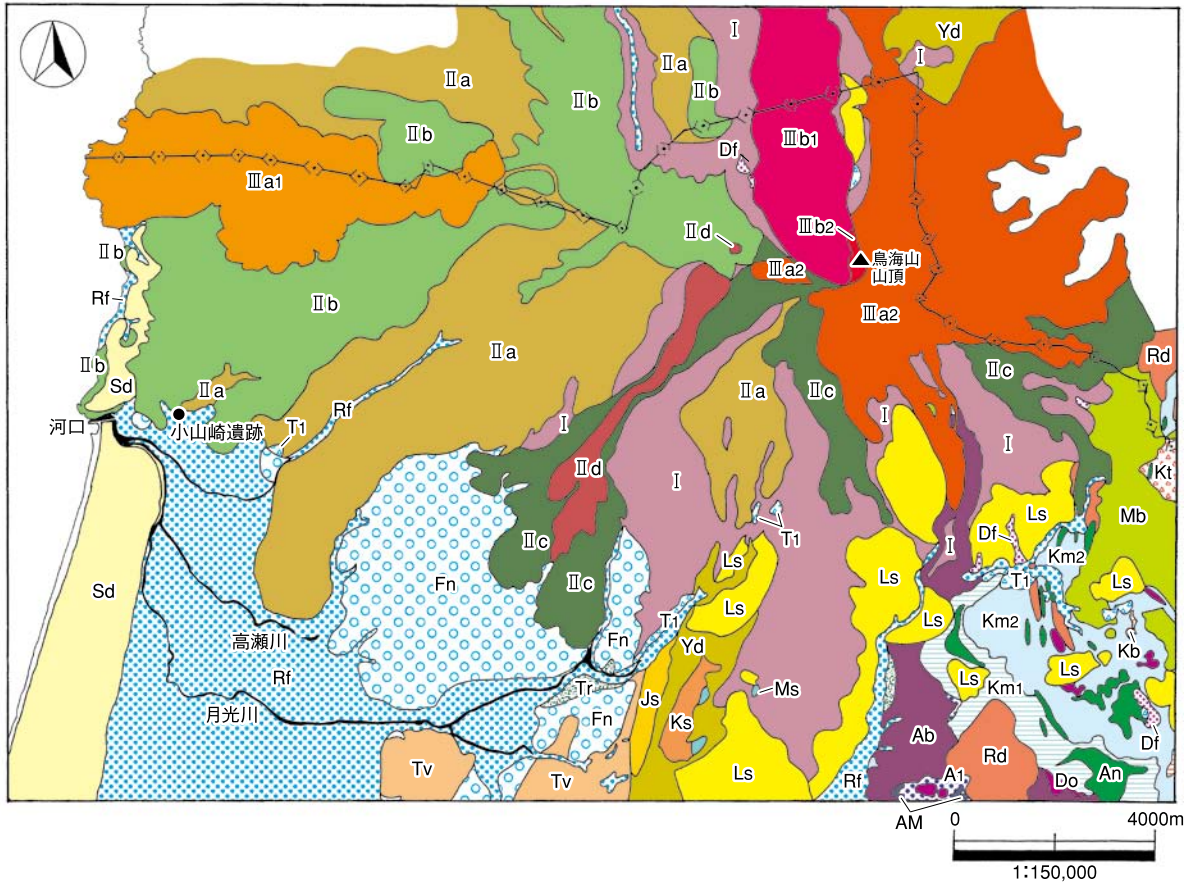 Yd
I
I
Ⅱa
Ⅱa
Ⅱb
Ⅱb
Ⅱb
Ⅲb1
Df
Ⅲa1
Ⅱd
Ⅲb2
鳥海山
山頂
Ⅲa2
Ⅱb
Rf
Ⅱb
Ⅲa2
Ⅱa
Rd
Ⅱb
Sd
Ⅱa
Ⅱa
Ⅱc
Ⅱc
Rf
河口
小山崎遺跡
T1
I
I
I
Ⅱd
Kt
I
Ls
Mb
Df
T1
Ⅱc
I
Km2
Ls
Ls
T1
Ls
Fn
Ⅱc
Sd
Ls
Ls
T1
Km2
高瀬川
Fn
Yd
Kb
Rf
Ls
Ls
Km1
Tr
Js
Ms
月光川
Fn
Ks
Ab
Df
Rd
Tv
Tv
Ls
Rf
A1
Do
An
AM
0
4000m
1:150,000